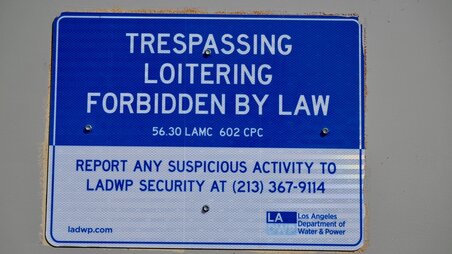 TRESPASSING
LOITERING
FORBIDDEN BY LAW
56.30 LAMC 602 CPC
REPORT ANY SUSPICIOUS ACTIVITY TO
LADWP SECURITY AT (213) 367-9114
ladwp.com
LA
DWP
Los Angeles
Department of
Water & Power